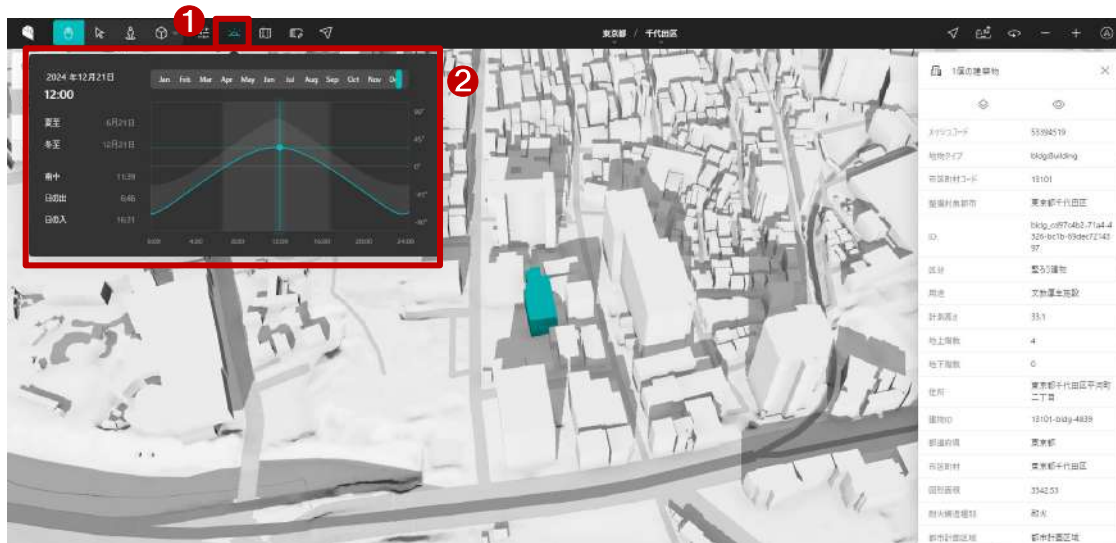 1
東京都 / 千代田区
2
2024 年12月21日
12:00
Jan Feb Mar Apr May Jun Jul Aug Sep Oct Nov
夏至 6月21日
冬至 12月21日
南中 11:39
日の出 6:46
日の入 16:31
90°
45°
0°
-45°
-90°
0:00 4:00 8:00 12:00 16:00 20:00 24:00
1個の建築物
メッシュコード 53394519
地物タイプ bldg:Building
市区町村コード 13101
整備対象都市 東京都千代田区
ID
区分 堅ろう建物
用途 文教厚生施設
計測高さ 33.1
地上階数 4
地下階数 0
住所 東京都千代田区平河町
二丁目
建物ID 13101-bldg-4839
都道府県 東京都
市区町村 東京都千代田区
図形面積 3342.53
耐火構造種別 耐火
都市計画区域 都市計画区域